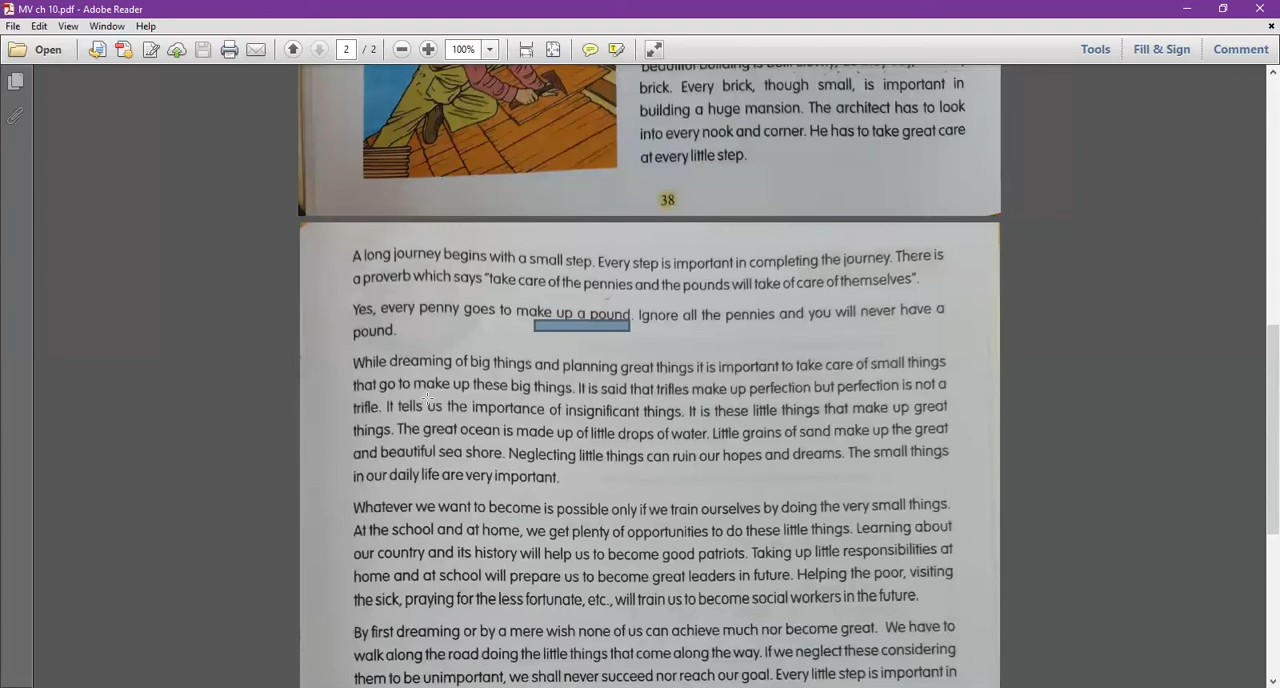 MV ch 10.pdf - Adobe Reader
File Edit View Window Help
Open 2 / 2 100% Tools Fill & Sign Comment
beautiful building is built slowly,
brick. Every brick, though small, is important in
building a huge mansion. The architect has to look
into every nook and corner. He has to take great care
at every little step.
38
A long journey begins with a small step. Every step is important in completing the journey. There is
a proverb which says "take care of the pennies and the pounds will take of care of themselves".
Yes, every penny goes to make up a pound. Ignore all the pennies and you will never have a
pound.
While dreaming of big things and planning great things it is important to take care of small things
that go to make up these big things. It is said that trifles make up perfection but perfection is not a
trifle. It tells us the importance of insignificant things. It is these little things that make up great
things. The great ocean is made up of little drops of water. Little grains of sand make up the great
and beautiful sea shore. Neglecting little things can ruin our hopes and dreams. The small things
in our daily life are very important.
Whatever we want to become is possible only if we train ourselves by doing the very small things.
At the school and at home, we get plenty of opportunities to do these little things. Learning about
our country and its history will help us to become good patriots. Taking up little responsibilities at
home and at school will prepare us to become great leaders in future. Helping the poor, visiting
the sick, praying for the less fortunate, etc., will train us to become social workers in the future.
By first dreaming or by a mere wish none of us can achieve much nor become great. We have to
walk along the road doing the little things that come along the way. If we neglect these considering
them to be unimportant, we shall never succeed nor reach our goal. Every little step is important in